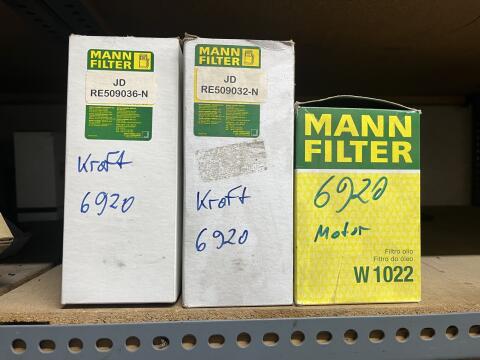 MANN
FILTER
JD
RE509036-N
Kraft
6920
MANN
FILTER
JD
RE509032-N
Kraft
6920
MANN
FILTER
6920
Motor
Filtro olio
Filtro do óleo
W 1022